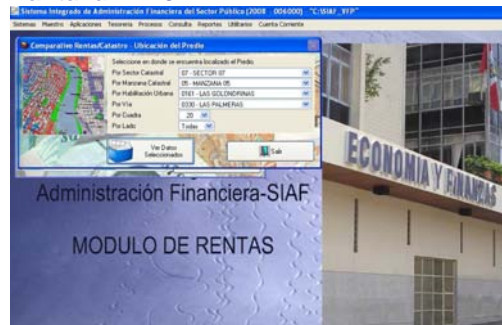 Sistema Integrado de Administración Financiera del Sector Público (2008 - 006000) - "C:\SIAF_VFP"
Sistemas Maestro Aplicaciones Tesorería Procesos Consulta Reportes Utilitarios Cuenta Corriente
Comparativo Rentas/Catastro - Ubicación del Predio
Seleccione en donde se encuentra localizado el Predio
Por Sector Catastral 07 - SECTOR 07
Por Manzana Catastral 05 - MANZANA 05
Por Habilitación Urbana 0161 - LAS GOLONDRINAS
Por Vía 0330 - LAS PALMERAS
Por Cuadra 20
Por Lado Todas
Ver Datos
Seleccionados
Salir
Administración Financiera-SIAF
MODULO DE RENTAS
ECONOMIA Y FINANZAS